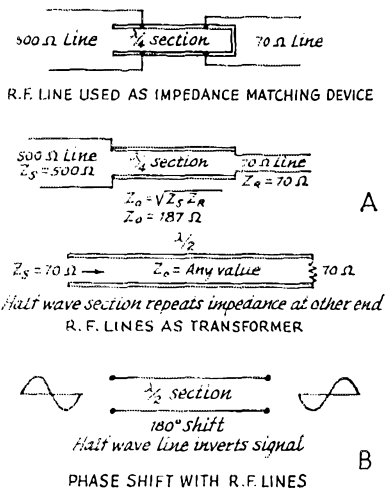 500 Ω Line λ/4 section 70 Ω Line
R.F. LINE USED AS IMPEDANCE MATCHING DEVICE
500 Ω Line λ/4 section 70 Ω Line
Zs = 500 Ω ZR = 70 Ω
Zo = √Zs ZR
Zo = 187 Ω
A
λ/2
Zs = 70 Ω → Zo = Any value 70 Ω
Half wave section repeats impedance at other end
R.F. LINES AS TRANSFORMER
λ/2 section
180° shift
Half wave line inverts signal
B
PHASE SHIFT WITH R.F. LINES